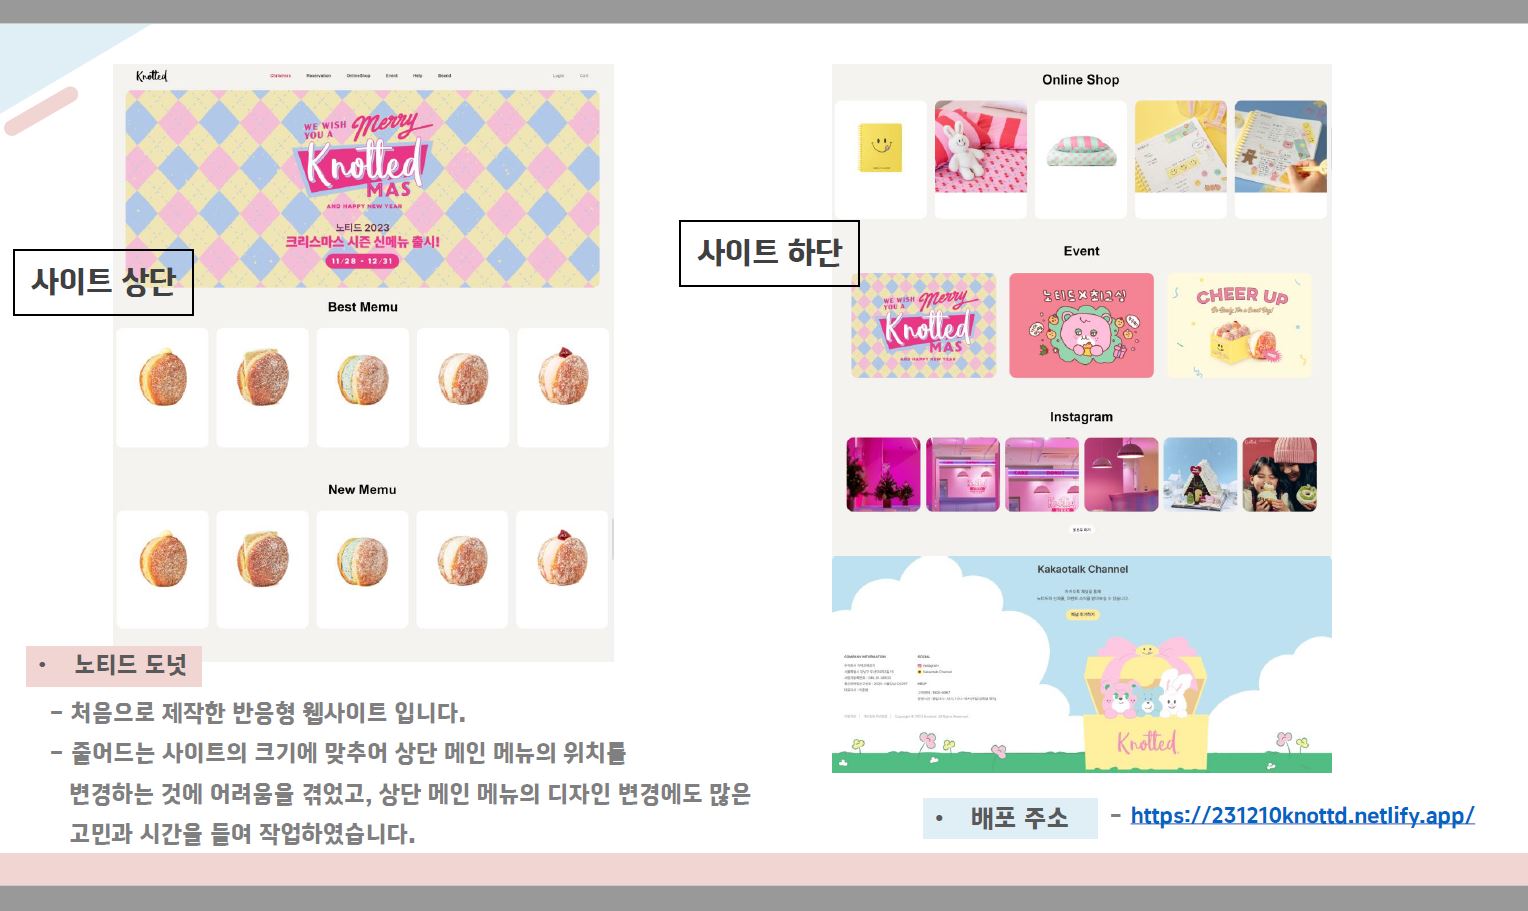 Knotted
Christmas Reservation OnlineShop Event Help Brand
Login Cart
WE WISH YOU A Merry
Knotted
MAS
AND HAPPY NEW YEAR
노티드 2023
크리스마스 시즌 신메뉴 출시!
11/28 - 12/31
사이트 상단
Best Memu
New Memu
• 노티드 도넛
- 처음으로 제작한 반응형 웹사이트 입니다.
- 줄어드는 사이트의 크기에 맞추어 상단 메인 메뉴의 위치를
변경하는 것에 어려움을 겪었고, 상단 메인 메뉴의 디자인 변경에도 많은
고민과 시간을 들여 작업하였습니다.
Online Shop
사이트 하단
Event
WE WISH YOU A Merry
Knotted
MAS
AND HAPPY NEW YEAR
노티드×최고심
CHEER UP
Instagram
Kakaotalk Channel
COMPANY INFORMATION
SOCIAL
Instagram
Kakaotalk Channel
HELP
Knotted
• 배포 주소
- https://231210knottd.netlify.app/